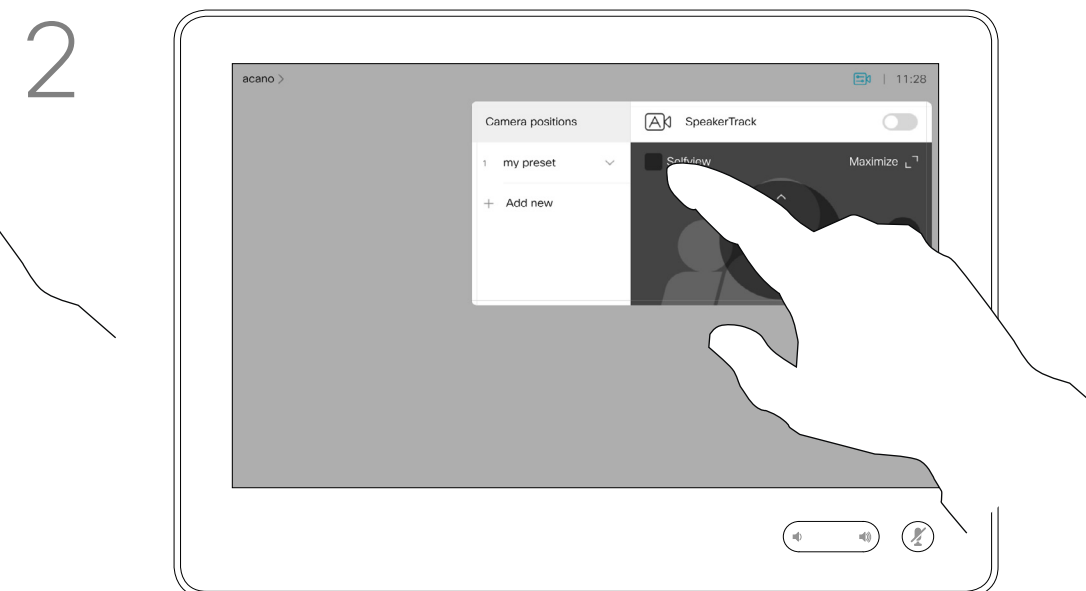 2
acano >
11:28
Camera positions
SpeakerTrack
1 my preset
Selfview
Maximize
+ Add new